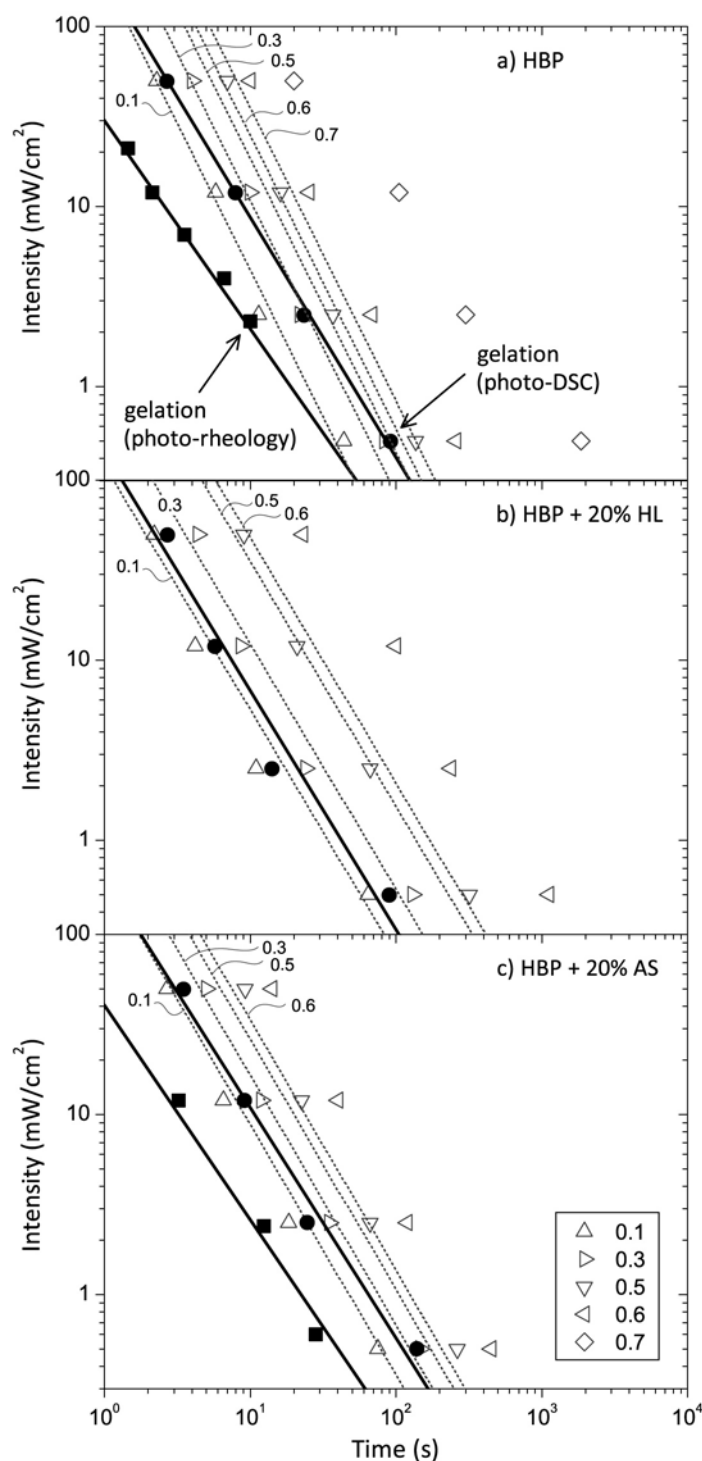 100
0.3
a) HBP
0.5
0.1
0.6
0.7
10
Intensity (mW/cm²)
gelation
(photo-DSC)
1
gelation
(photo-rheology)
100
0.5
b) HBP + 20% HL
0.3
0.6
0.1
10
Intensity (mW/cm²)
1
100
0.3
c) HBP + 20% AS
0.5
0.1
0.6
10
Intensity (mW/cm²)
0.1
0.3
1
0.5
0.6
0.7
10⁰ 10¹ 10² 10³ 10⁴
Time (s)